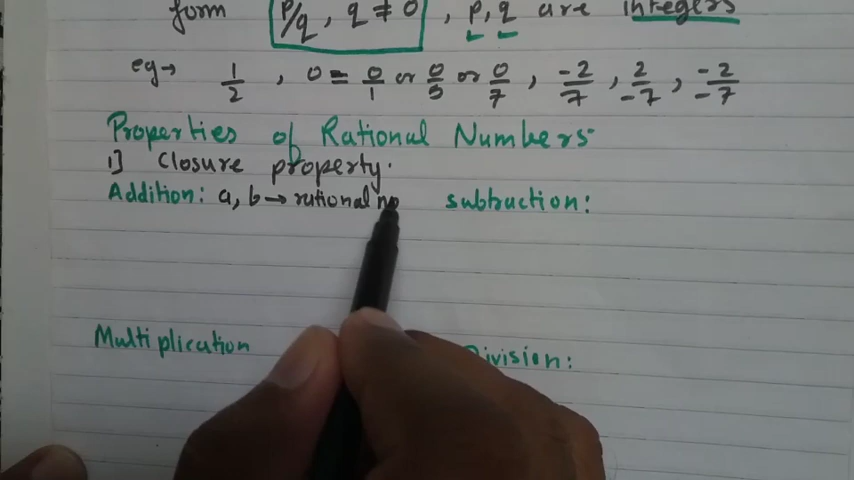 form p/q, q ≠ 0, p, q are integers
eg→ 1/2, 0 = 0/1 or 0/5 or 0/7, -2/7, 2/-7, -2/-7
Properties of Rational Numbers
1] Closure property.
Addition: a, b → rational no subtraction:
Multiplication Division: